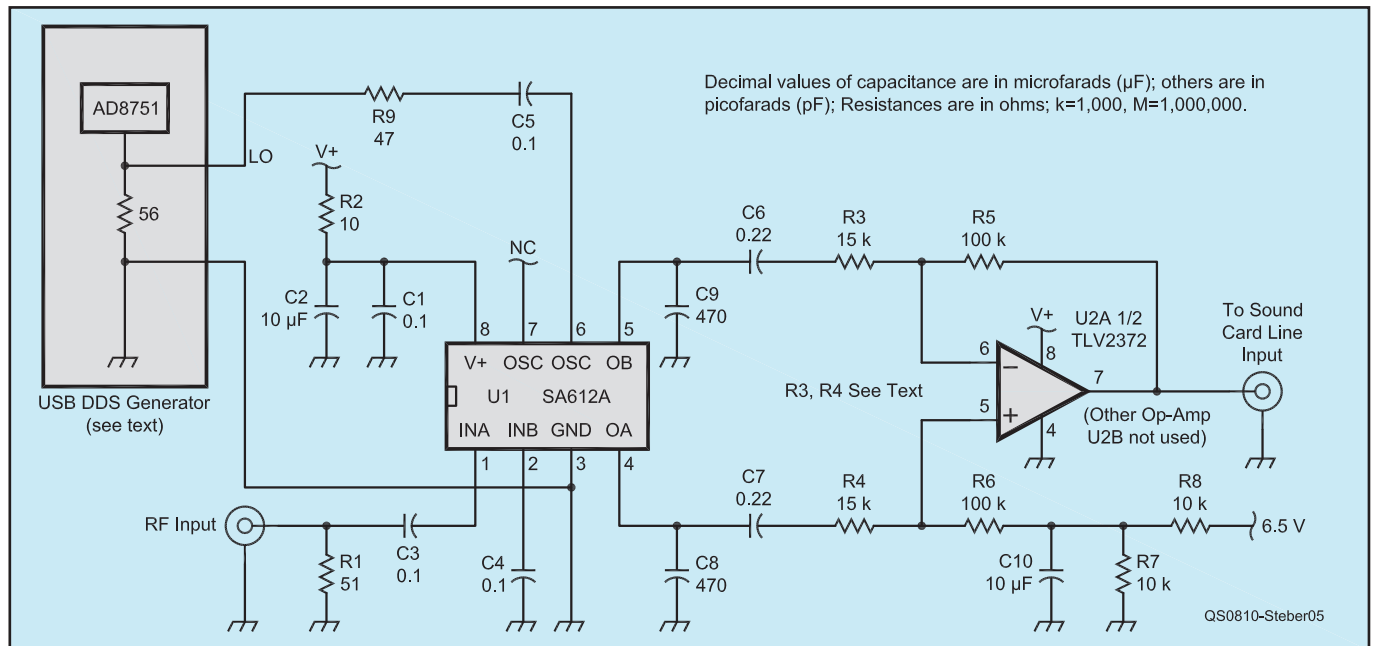 AD8751
56
USB DDS Generator
(see text)
LO
R9
47
C5
0.1
Decimal values of capacitance are in microfarads (µF); others are in
picofarads (pF); Resistances are in ohms; k=1,000, M=1,000,000.
V+
R2
10
C2
10 µF
C1
0.1
NC
8
7
6
5
V+ OSC OSC OB
U1 SA612A
INA INB GND OA
1
2
3
4
C9
470
C6
0.22
R3
15 k
R5
100 k
R3, R4 See Text
V+
U2A 1/2
TLV2372
6
8
7
5
4
–
+
(Other Op-Amp
U2B not used)
To Sound
Card Line
Input
RF Input
R1
51
C3
0.1
C4
0.1
C8
470
C7
0.22
R4
15 k
R6
100 k
R8
10 k
6.5 V
C10
10 µF
R7
10 k
QS0810-Steber05